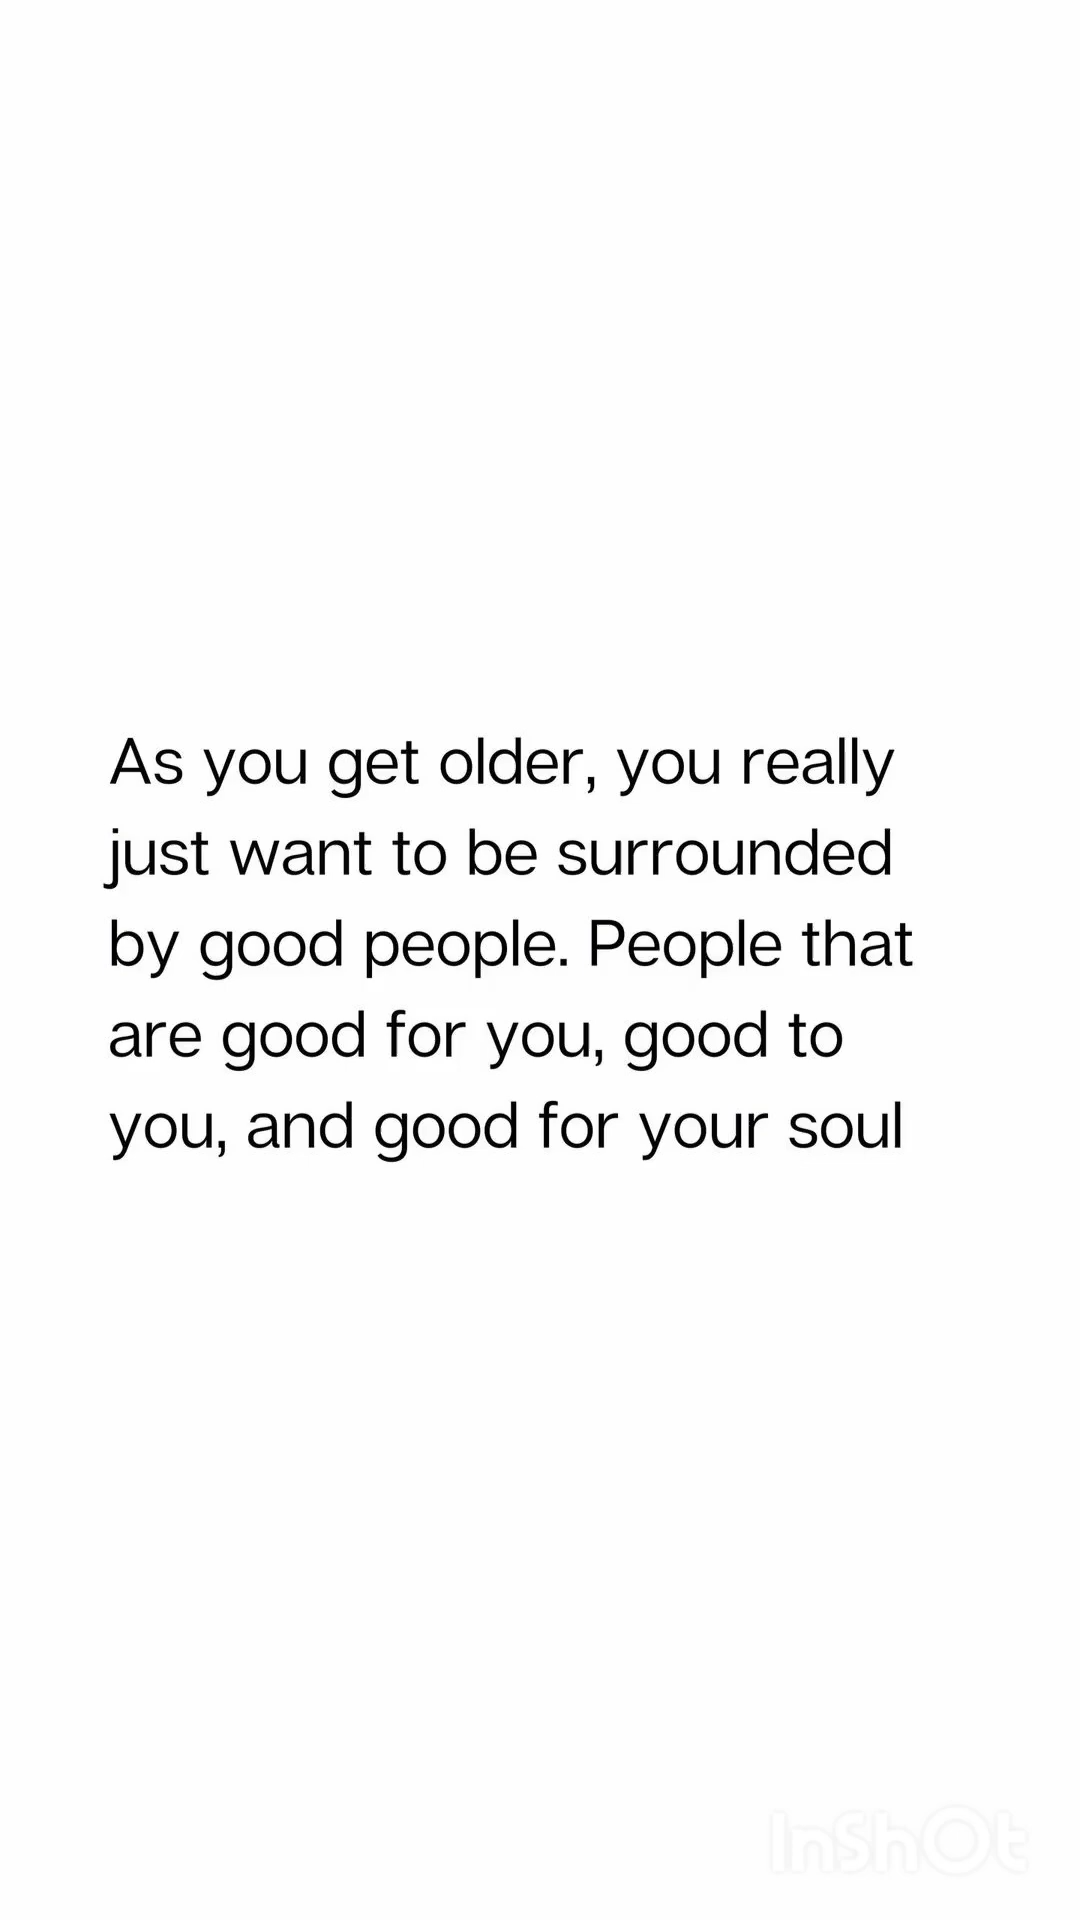 As you get older, you really
just want to be surrounded
by good people. People that
are good for you, good to
you, and good for your soul
InShOt